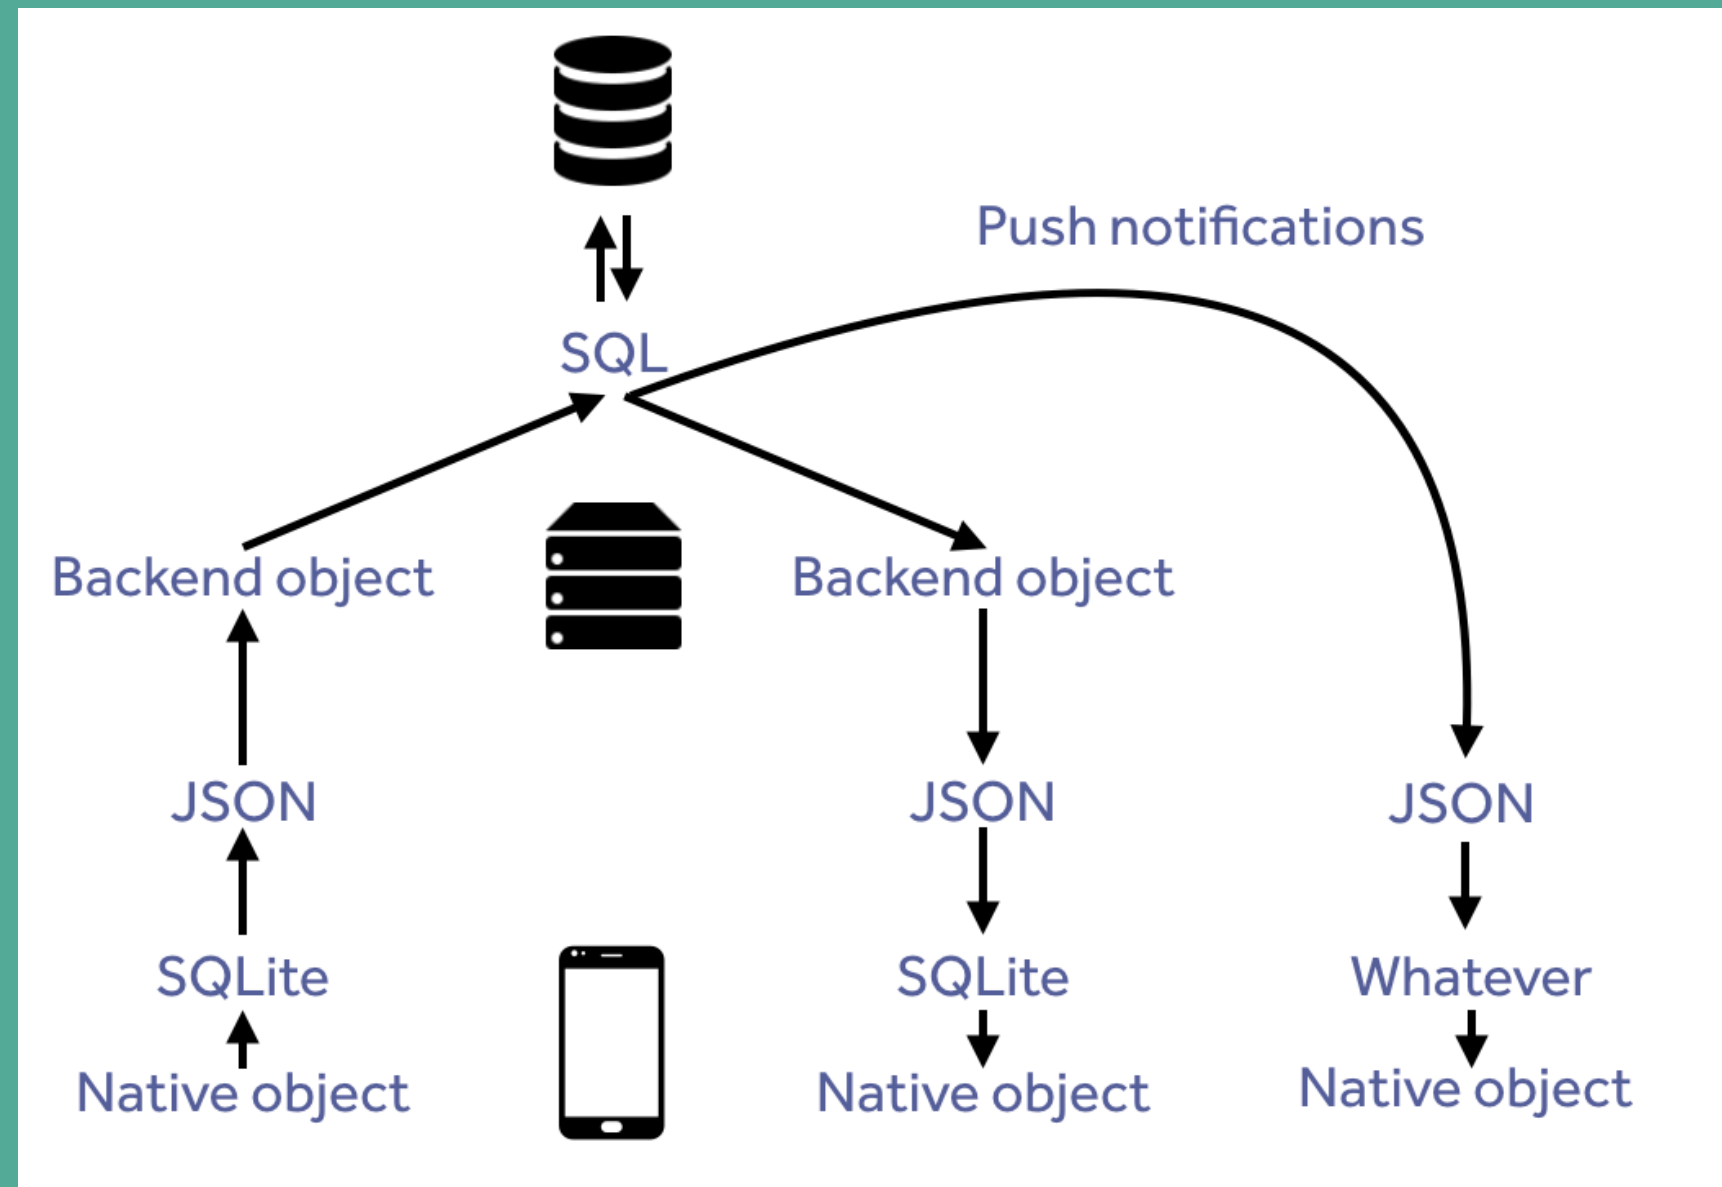 Push notifications
SQL
Backend object
Backend object
JSON
JSON
JSON
SQLite
SQLite
Whatever
Native object
Native object
Native object